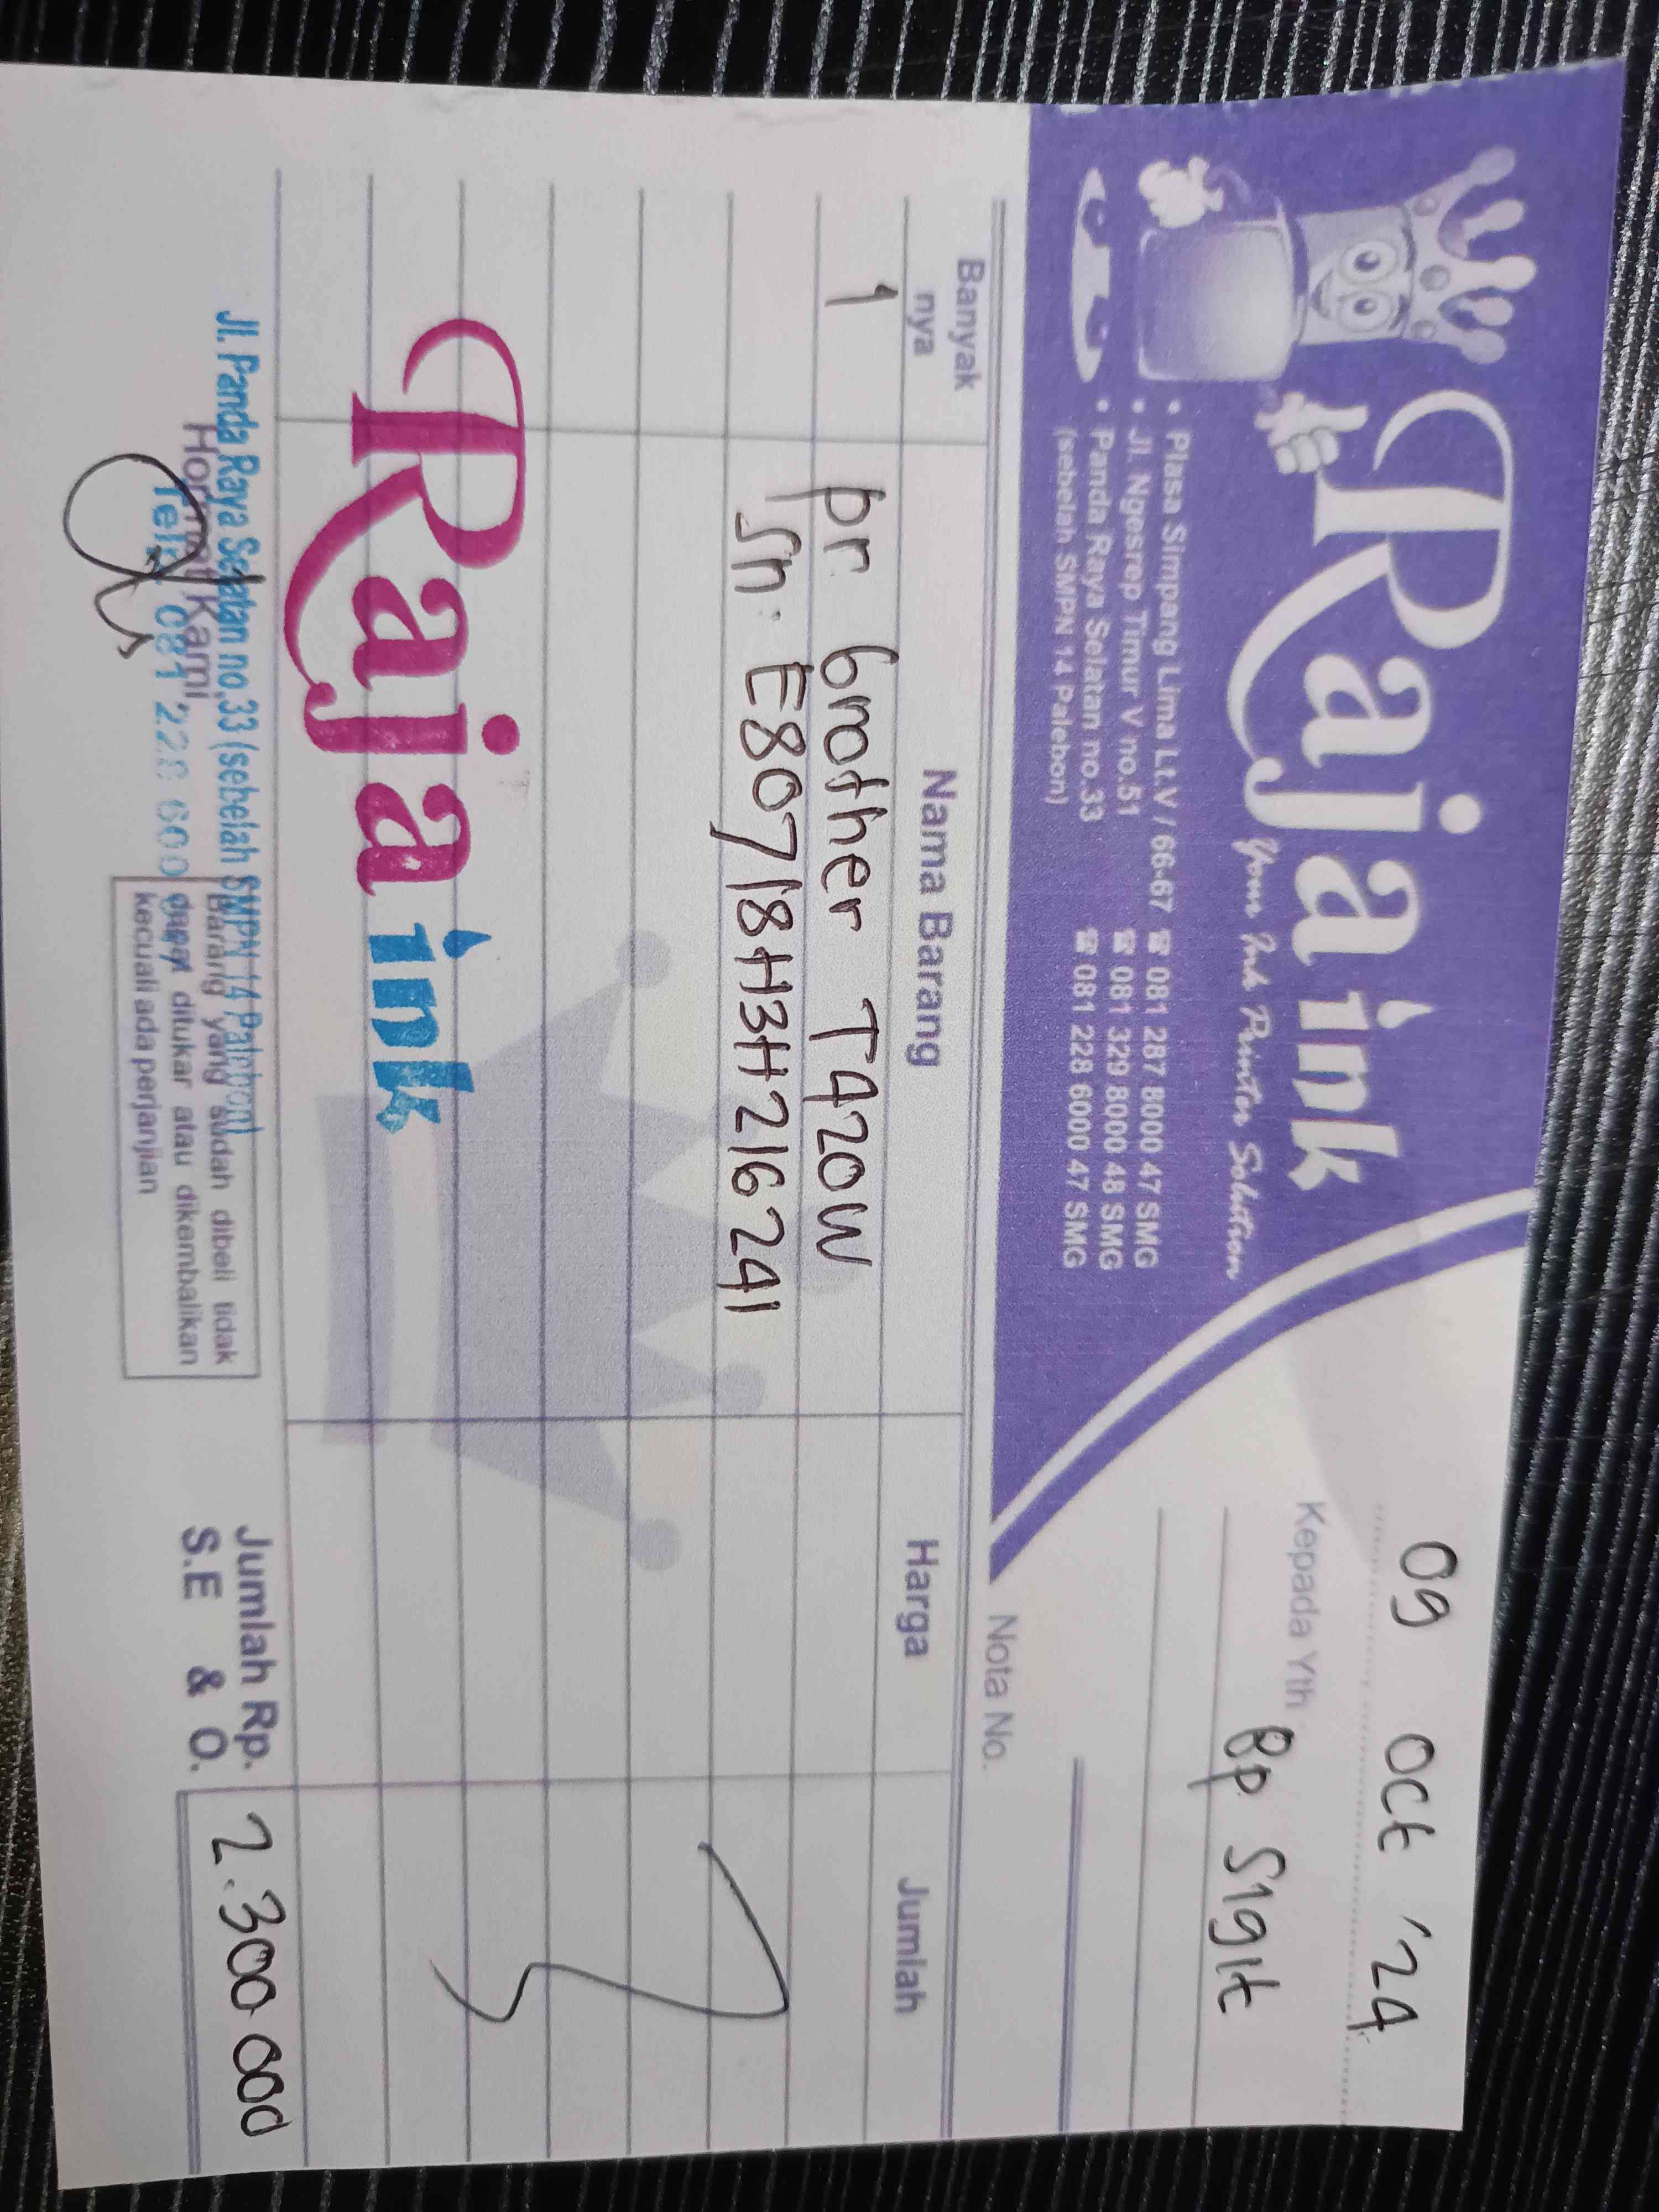 Raja ink
Your Ink Printer Solution
• Plasa Simpang Lima Lt.V / 66-67 ☎ 081 287 8000 47 SMG
• Jl. Ngesrep Timur V no.51 ☎ 081 329 8000 48 SMG
• Panda Raya Selatan no.33 ☎ 081 228 6000 47 SMG
(sebelah SMPN 14 Palebon)
09 Oct '24
Kepada Yth :
Bp Sigit
Nota No.
Banyak nya Nama Barang Harga Jumlah
1 pr brother T420W
Sn: E80718H3H216241
Raja ink
Jl. Panda Raya Selatan no.33 (sebelah SMPN 14 Palebon)
Telp. 081 228 600
Hormat Kami,
Barang yang sudah dibeli tidak
dapat ditukar atau dikembalikan
kecuali ada perjanjian
Jumlah Rp. 2.300.000
S.E & O.